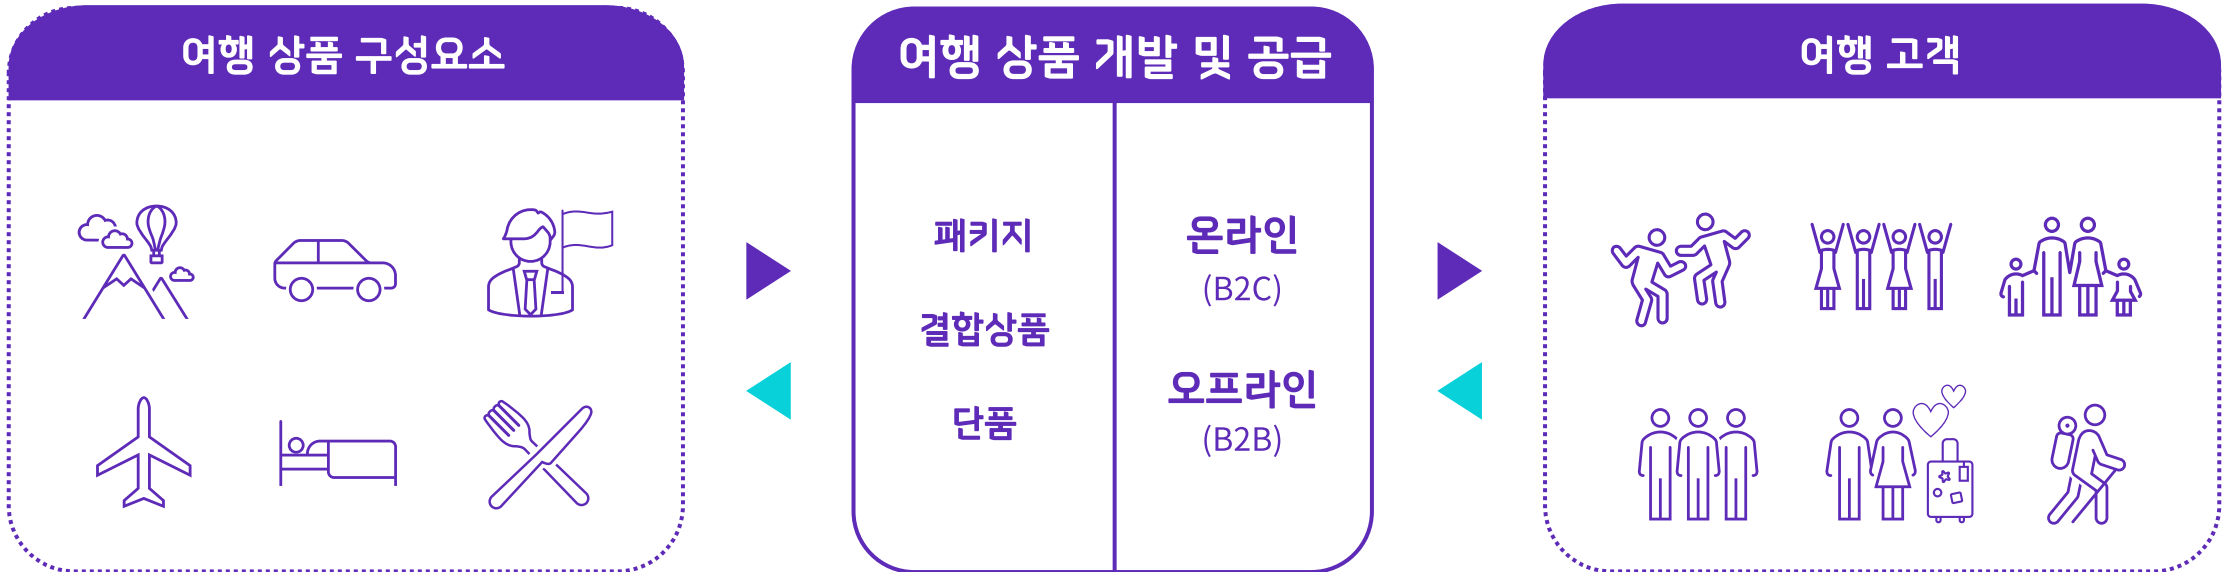 여행 상품 구성요소
여행 상품 개발 및 공급
패키지
결합상품
단품
온라인
(B2C)
오프라인
(B2B)
여행 고객